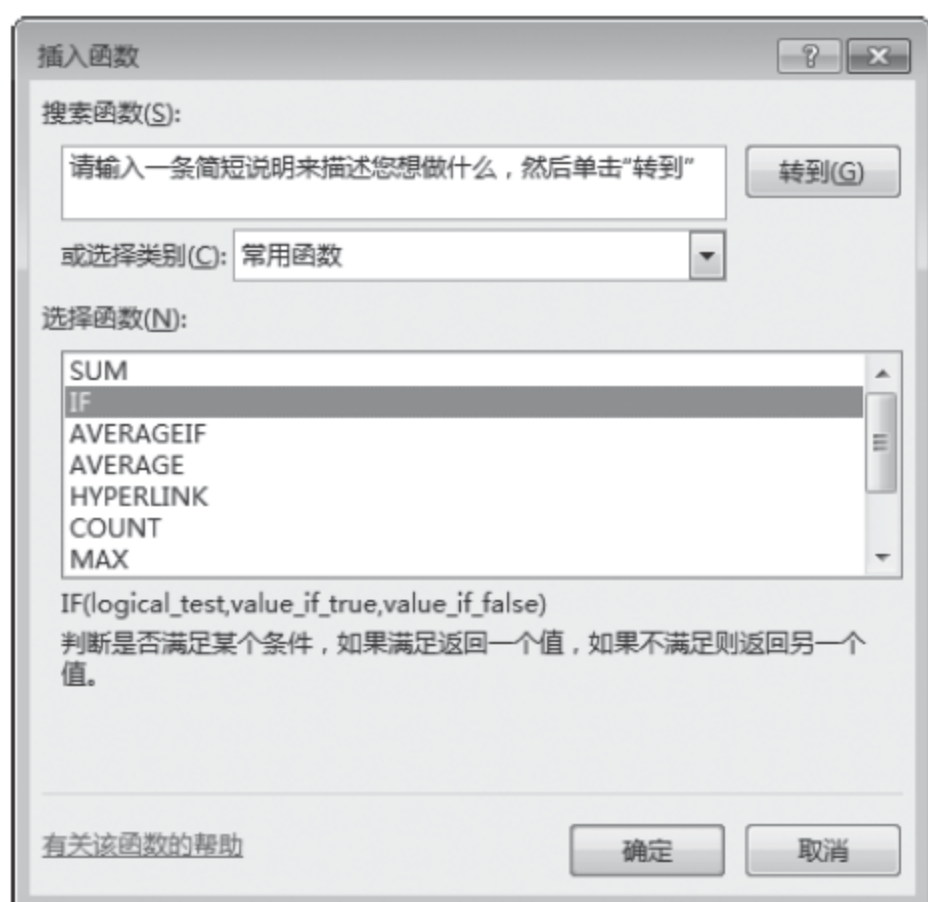 插入函数
搜索函数(S):
请输入一条简短说明来描述您想做什么，然后单击“转到”
转到(G)
或选择类别(C):
常用函数
选择函数(N):
SUM
IF
AVERAGEIF
AVERAGE
HYPERLINK
COUNT
MAX
IF(logical_test,value_if_true,value_if_false)
判断是否满足某个条件，如果满足返回一个值，如果不满足则返回另一个
值。
有关该函数的帮助
确定
取消